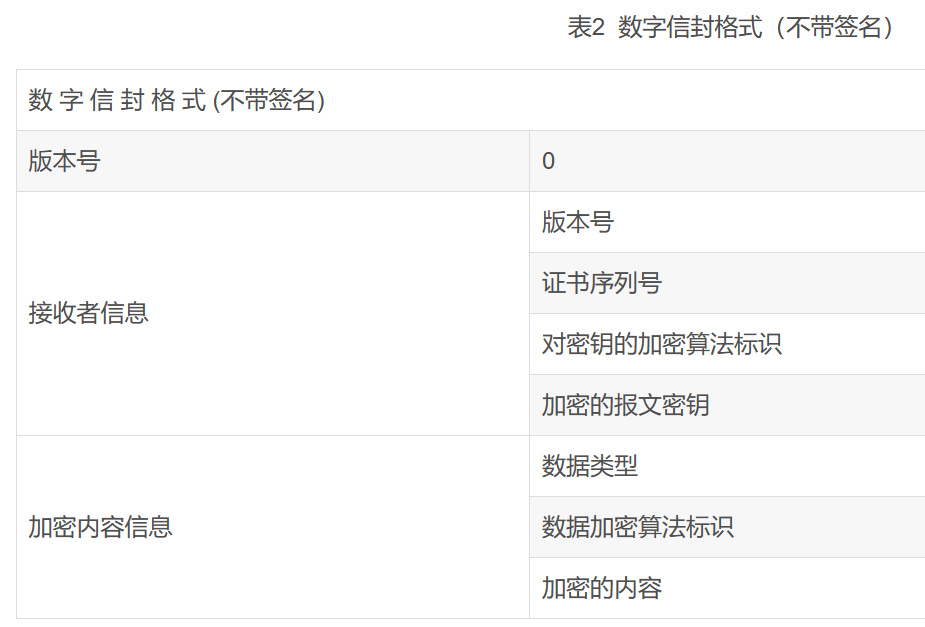 表2 数字信封格式（不带签名）
数 字 信 封 格 式 (不带签名)
版本号
0
接收者信息
版本号
证书序列号
对密钥的加密算法标识
加密的报文密钥
加密内容信息
数据类型
数据加密算法标识
加密的内容